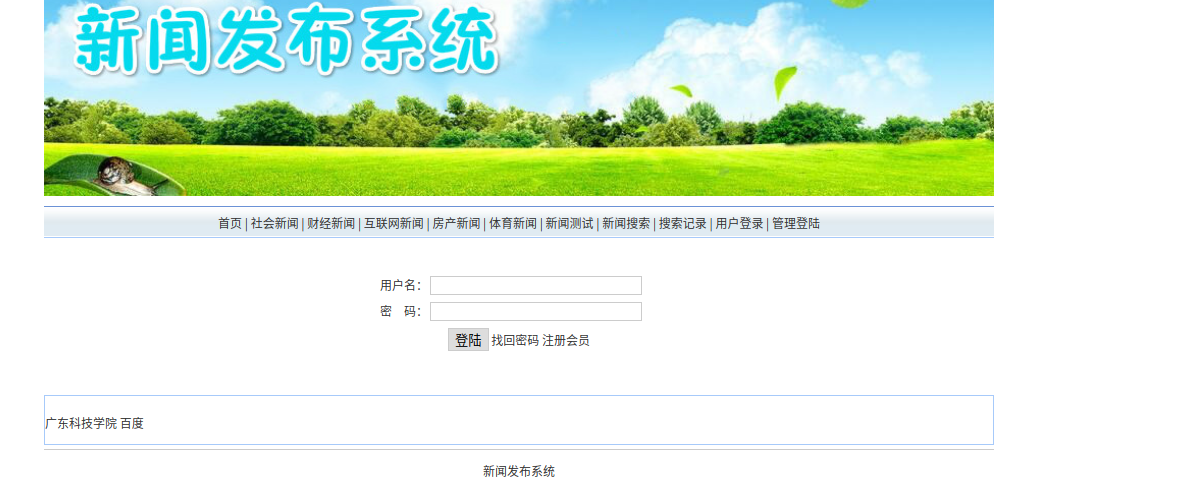 新闻发布系统
首页 | 社会新闻 | 财经新闻 | 互联网新闻 | 房产新闻 | 体育新闻 | 新闻测试 | 新闻搜索 | 搜索记录 | 用户登录 | 管理登陆
用户名：
密　码：
登陆 找回密码 注册会员
广东科技学院 百度
新闻发布系统